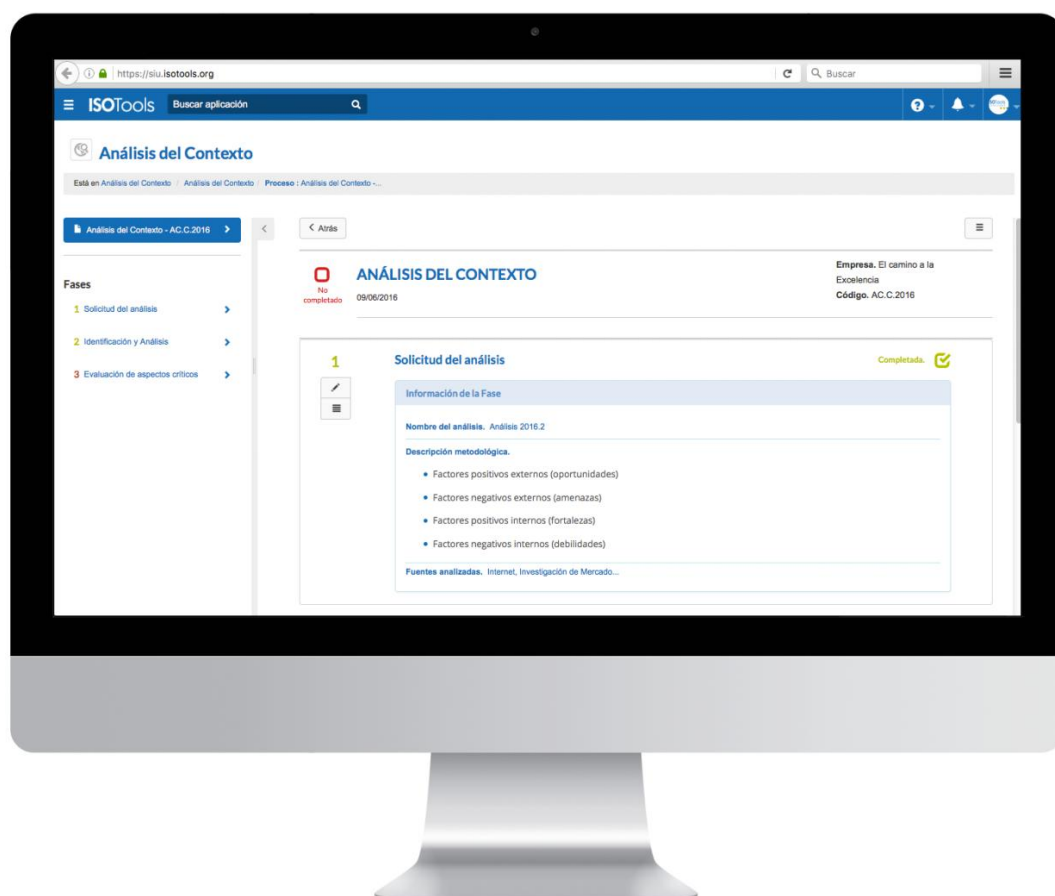 https://siu.isotools.org
Buscar
ISOTools
Buscar aplicación
Análisis del Contexto
Está en Análisis del Contexto / Análisis del Contexto / Proceso : Análisis del Contexto -...
Análisis del Contexto - AC.C.2016
Fases
1 Solicitud del análisis
2 Identificación y Análisis
3 Evaluación de aspectos críticos
Atrás
No
completado
ANÁLISIS DEL CONTEXTO
09/06/2016
Empresa. El camino a la
Excelencia
Código. AC.C.2016
1
Solicitud del análisis
Completada.
Información de la Fase
Nombre del análisis. Análisis 2016.2
Descripción metodológica.
• Factores positivos externos (oportunidades)
• Factores negativos externos (amenazas)
• Factores positivos internos (fortalezas)
• Factores negativos internos (debilidades)
Fuentes analizadas. Internet, Investigación de Mercado...